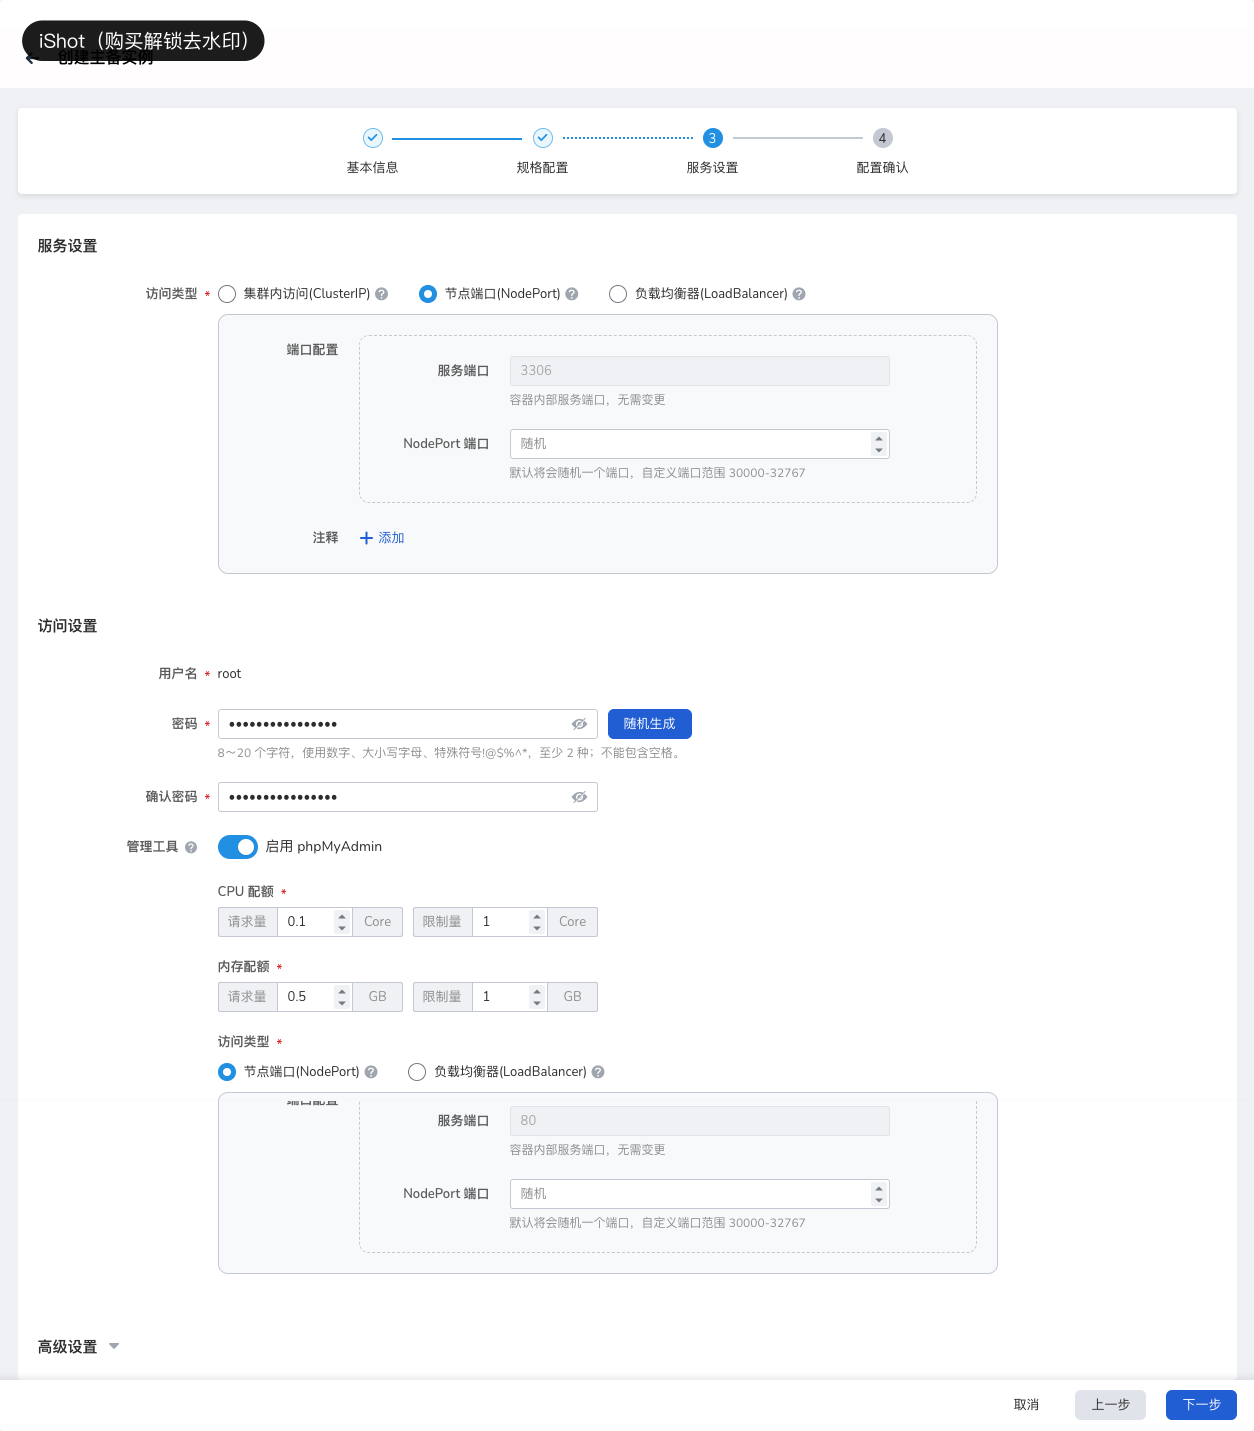 iShot（购买解锁去水印）
创建主备实例
3
4
基本信息
规格配置
服务设置
配置确认
服务设置
访问类型 *
集群内访问(ClusterIP) ?
节点端口(NodePort) ?
负载均衡器(LoadBalancer) ?
端口配置
服务端口
3306
容器内部服务端口，无需变更
NodePort 端口
随机
默认将会随机一个端口，自定义端口范围 30000-32767
注释
添加
访问设置
用户名 * root
密码 *
••••••••••••••••
随机生成
8～20 个字符，使用数字、大小写字母、特殊符号!@$%^*，至少 2 种；不能包含空格。
确认密码 *
••••••••••••••••
管理工具 ?
启用 phpMyAdmin
CPU 配额 *
请求量 0.1 Core 限制量 1 Core
内存配额 *
请求量 0.5 GB 限制量 1 GB
访问类型 *
节点端口(NodePort) ?
负载均衡器(LoadBalancer) ?
端口配置
服务端口
80
容器内部服务端口，无需变更
NodePort 端口
随机
默认将会随机一个端口，自定义端口范围 30000-32767
高级设置
取消
上一步
下一步